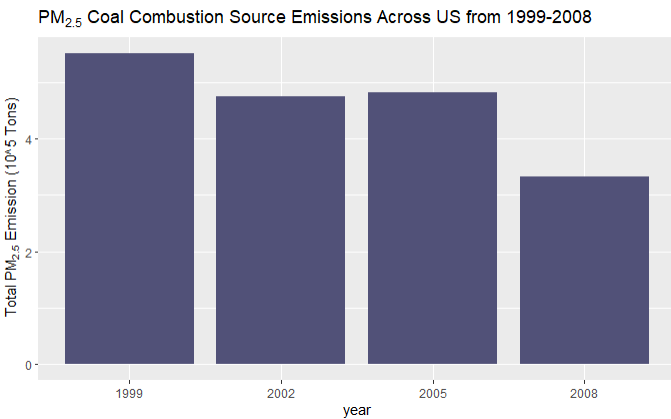 PM2.5 Coal Combustion Source Emissions Across US from 1999-2008
Total PM2.5 Emission (10^5 Tons)
4
2
0
1999 2002 2005 2008
year